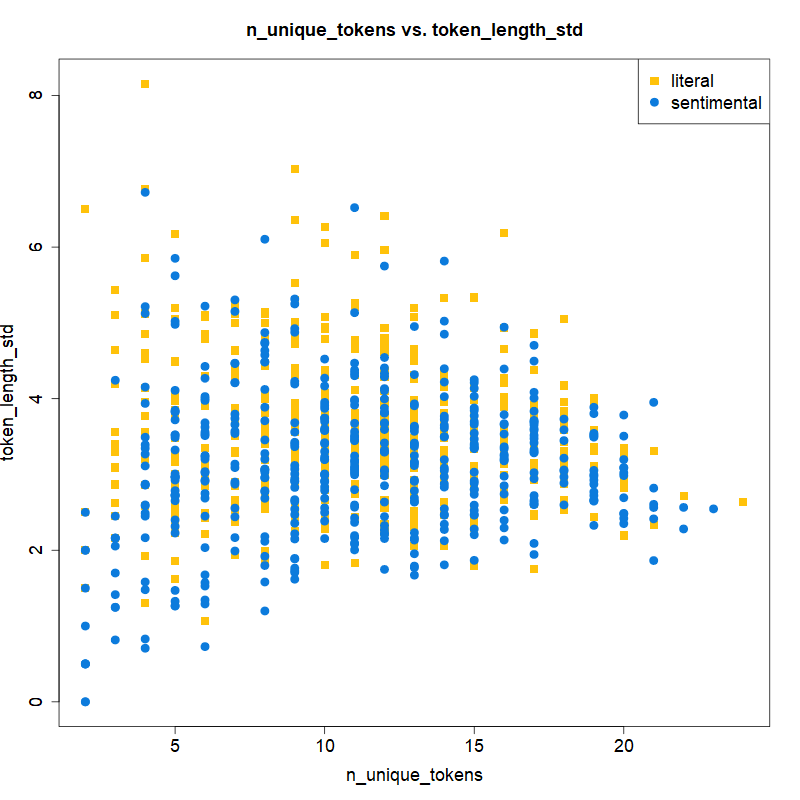 n_unique_tokens vs. token_length_std
literal
sentimental
token_length_std
8
6
4
2
0
5 10 15 20
n_unique_tokens